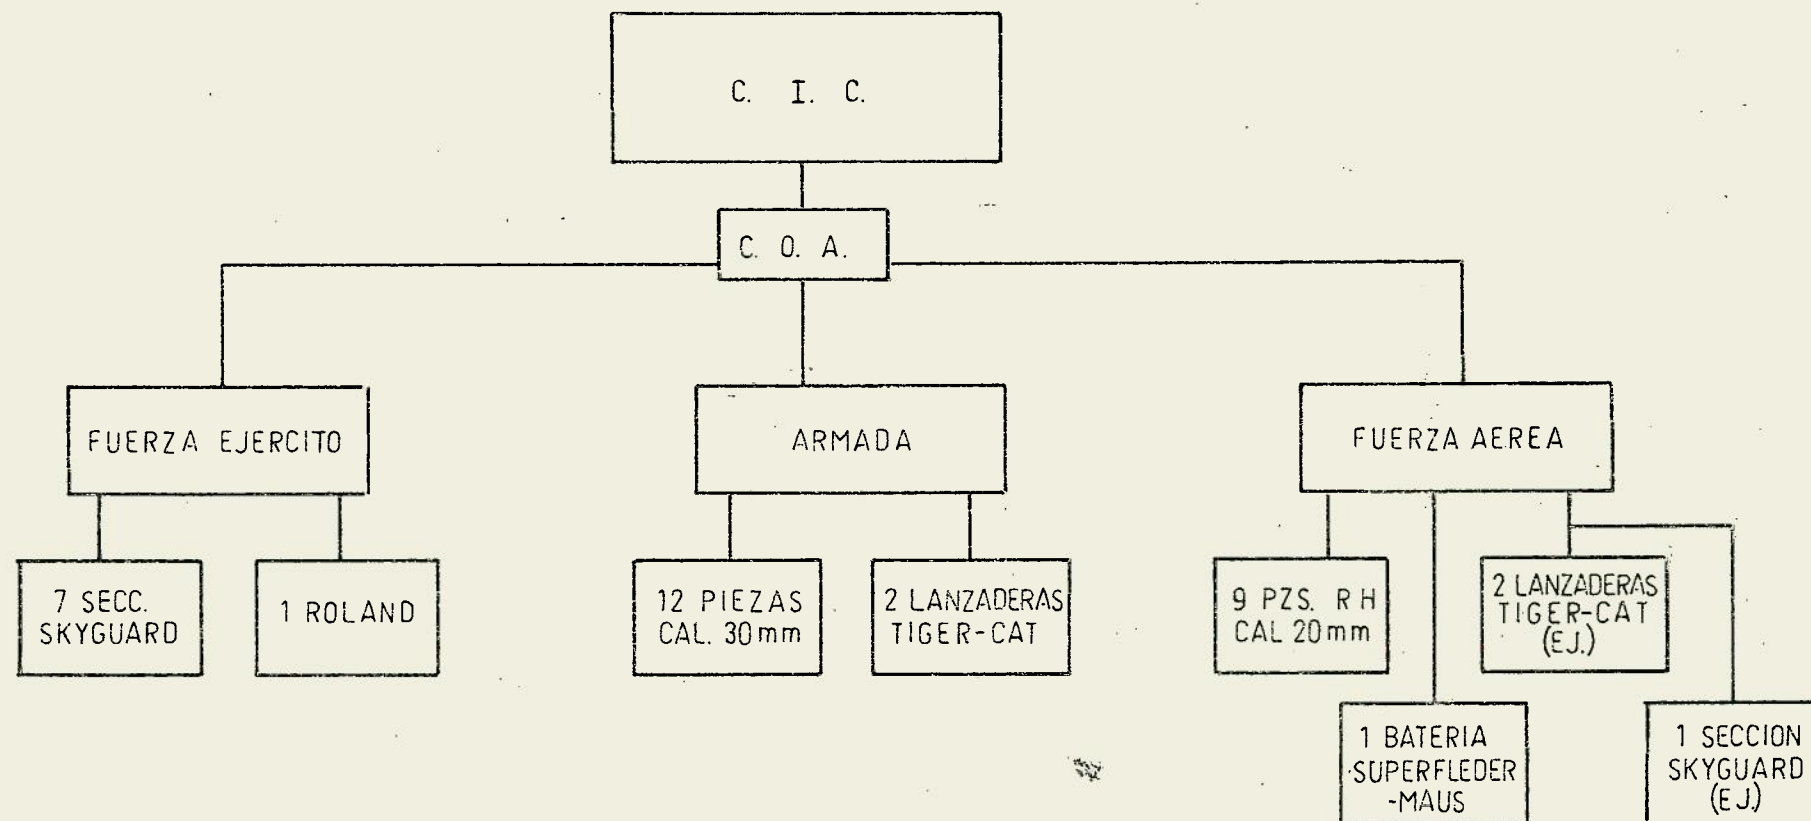 C. I. C.
C. O. A.
FUERZA EJERCITO
ARMADA
FUERZA AEREA
7 SECC.
SKYGUARD
1 ROLAND
12 PIEZAS
CAL. 30mm
2 LANZADERAS
TIGER-CAT
9 PZS. R H
CAL 20mm
2 LANZADERAS
TIGER-CAT
(EJ.)
1 BATERIA
SUPERFLEDER
-MAUS
1 SECCION
SKYGUARD
(EJ.)